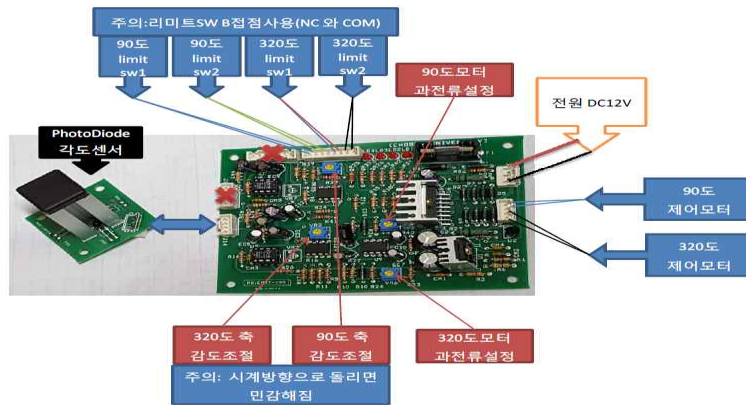 주의:리미트SW B접점사용(NC 와 COM)
90도
limit
sw1
90도
limit
sw2
320도
limit
sw1
320도
limit
sw2
90도모터
과전류설정
전원 DC12V
PhotoDiode
각도센서
90도
제어모터
320도
제어모터
320도 축
감도조절
90도 축
감도조절
320도모터
과전류설정
주의: 시계방향으로 돌리면
민감해짐